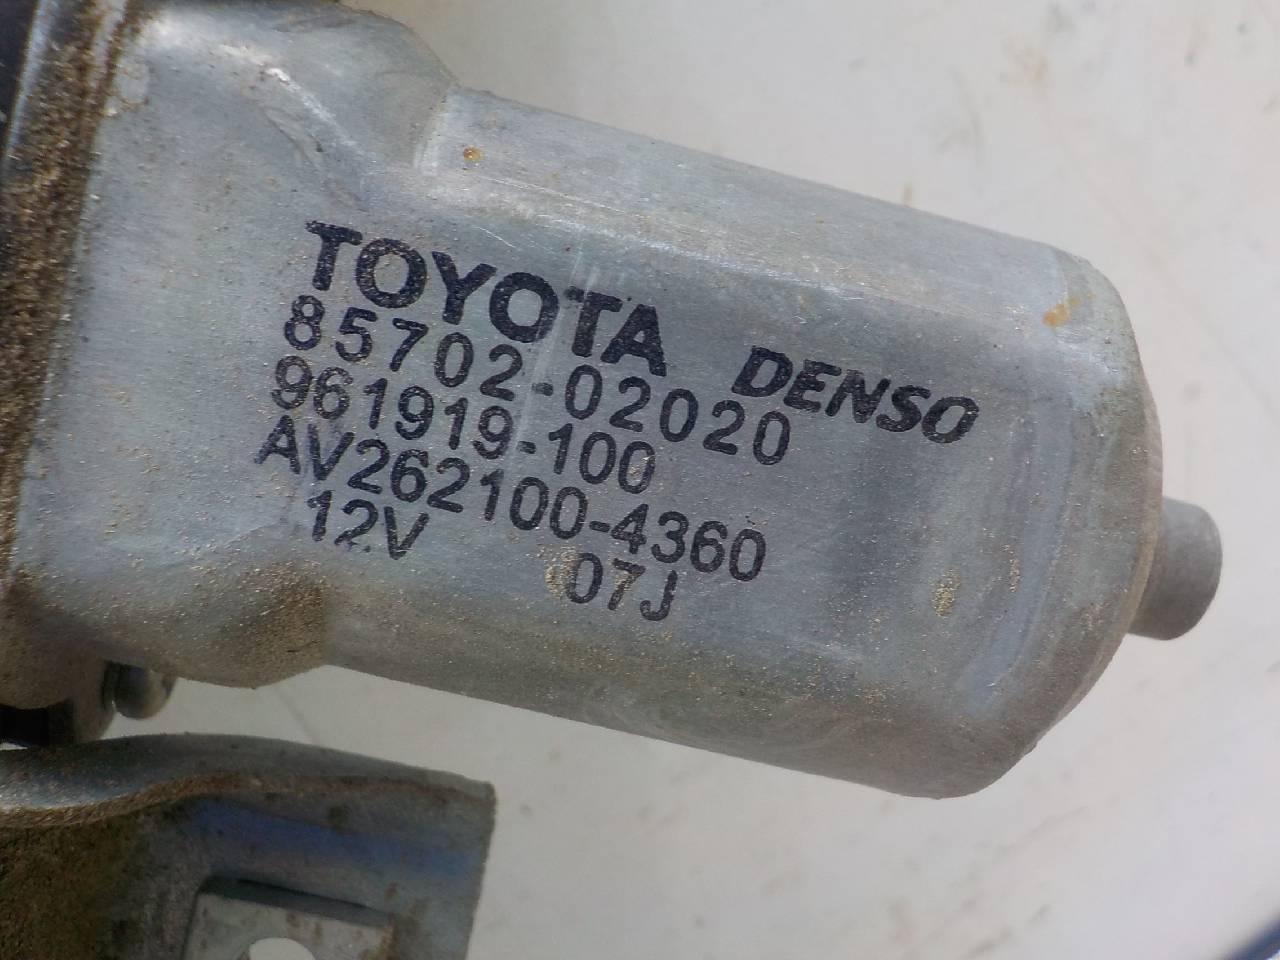 TOYOTA DENSO
85702-02020
961919-100
AV262100-4360
12V 07J